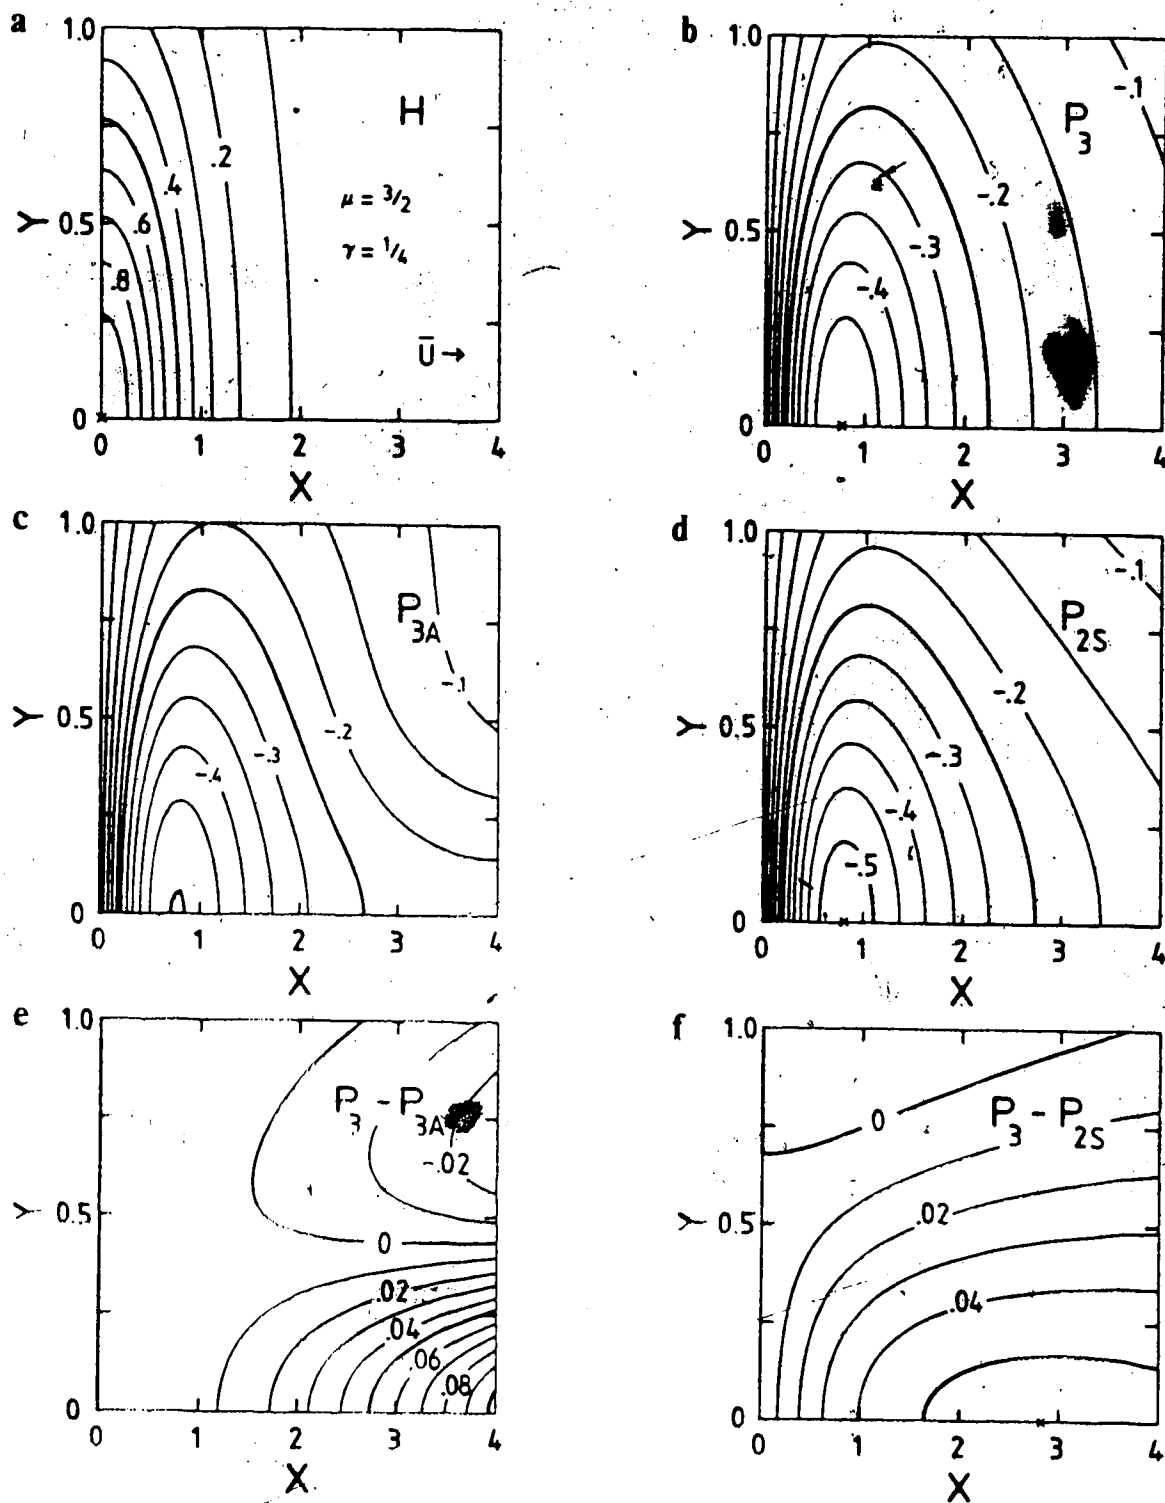 a
1.0
H
.2
.4
μ = 3/2
Y 0.5
.6
γ = 1/4
.8
Ū →
0
0 1 2 3 4
X
b
1.0
-.1
P3
-.2
Y 0.5
-.3
-.4
0
0 1 2 3 4
X
c
1.0
P3A
-.1
Y 0.5
-.2
-.3
-.4
0
0 1 2 3 4
X
d
1.0
-.1
P2S
-.2
Y 0.5
-.3
-.4
-.5
0
0 1 2 3 4
X
e
1.0
P3 - P3A
-.02
Y 0.5
0
.02
.04
.06
.08
0
0 1 2 3 4
X
f
1.0
0
P3 - P2S
Y 0.5
.02
.04
0
0 1 2 3 4
X